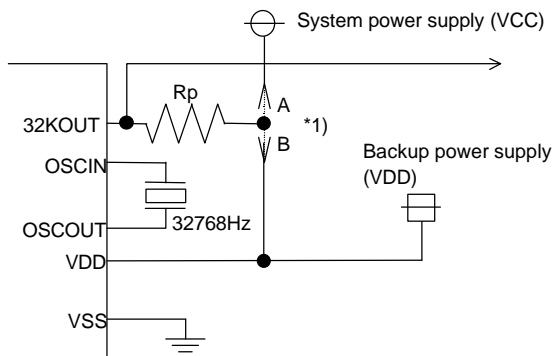 System power supply (VCC)
Rp
A
32KOUT
*1)
B
Backup power supply
(VDD)
OSCIN
OSCOUT
32768Hz
VDD
VSS